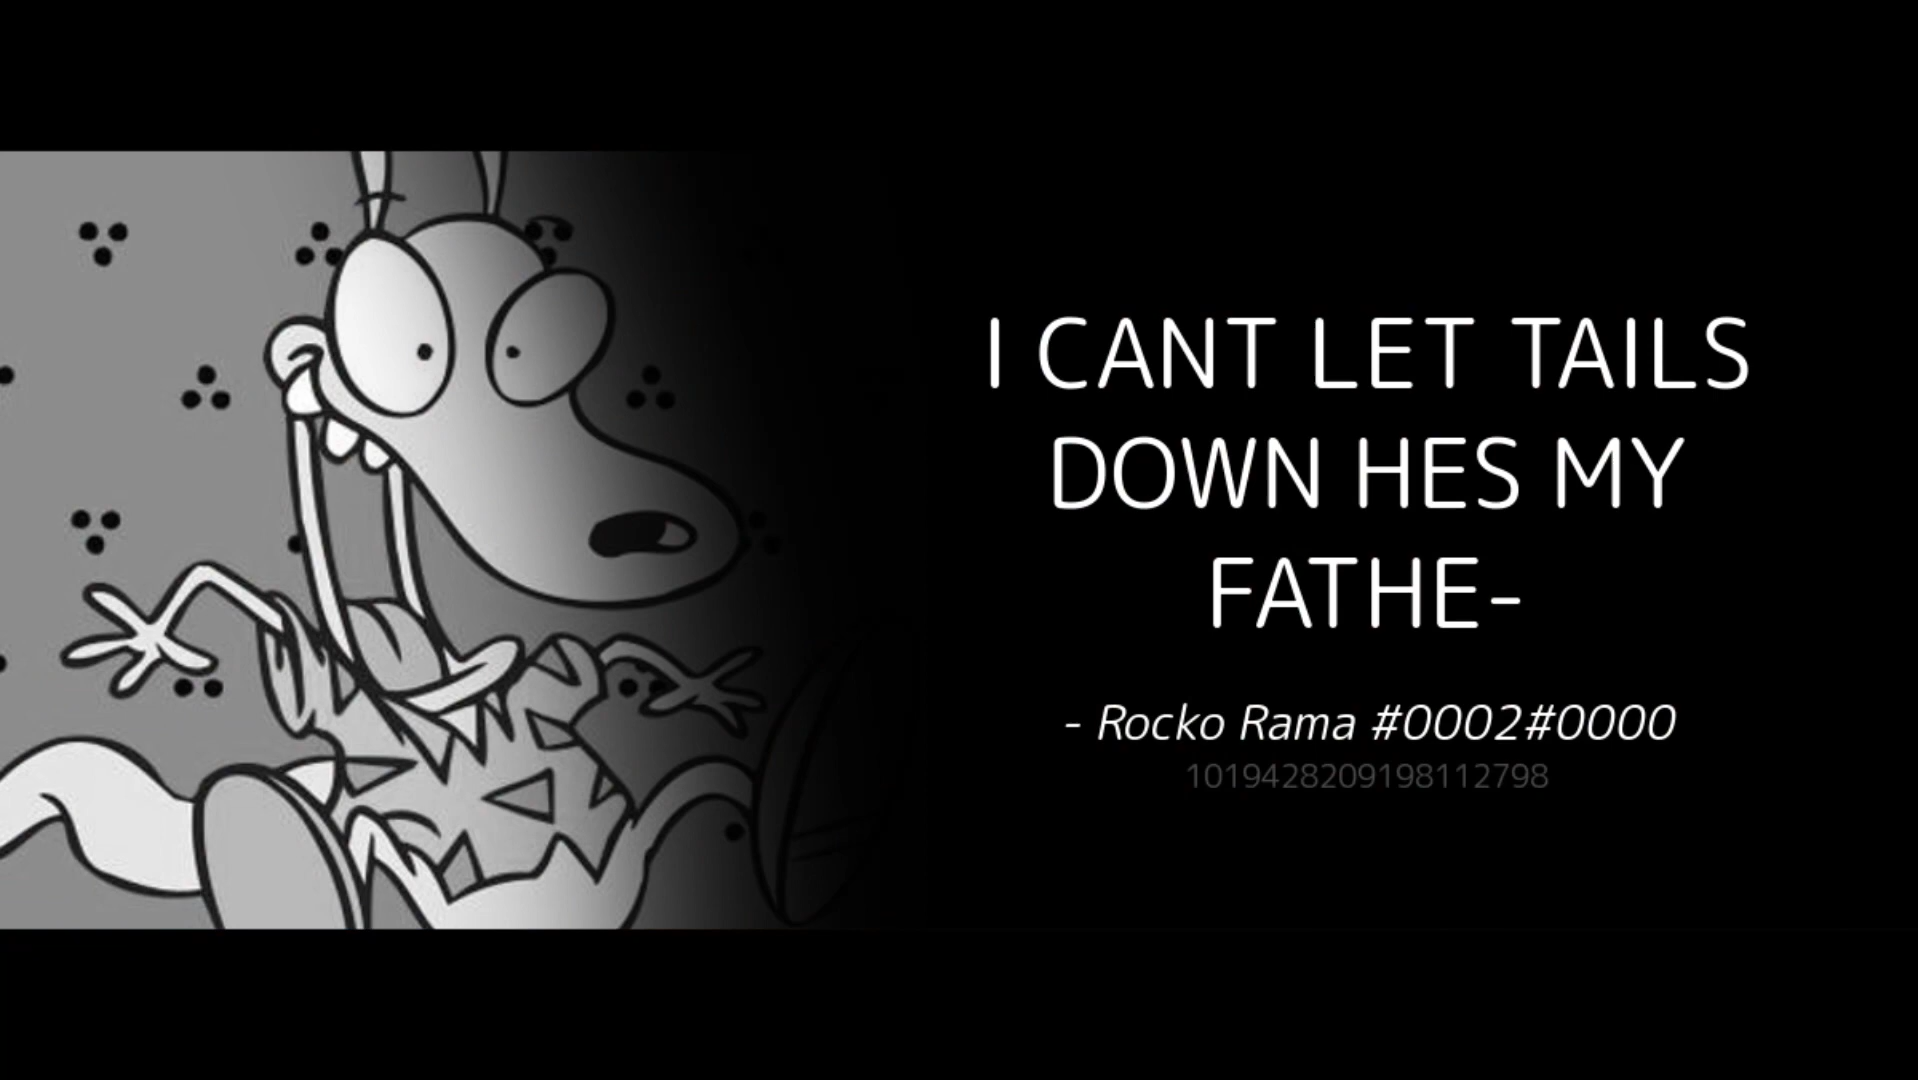 I CANT LET TAILS
DOWN HES MY
FATHE-
- Rocko Rama #0002#0000
1019428209198112798